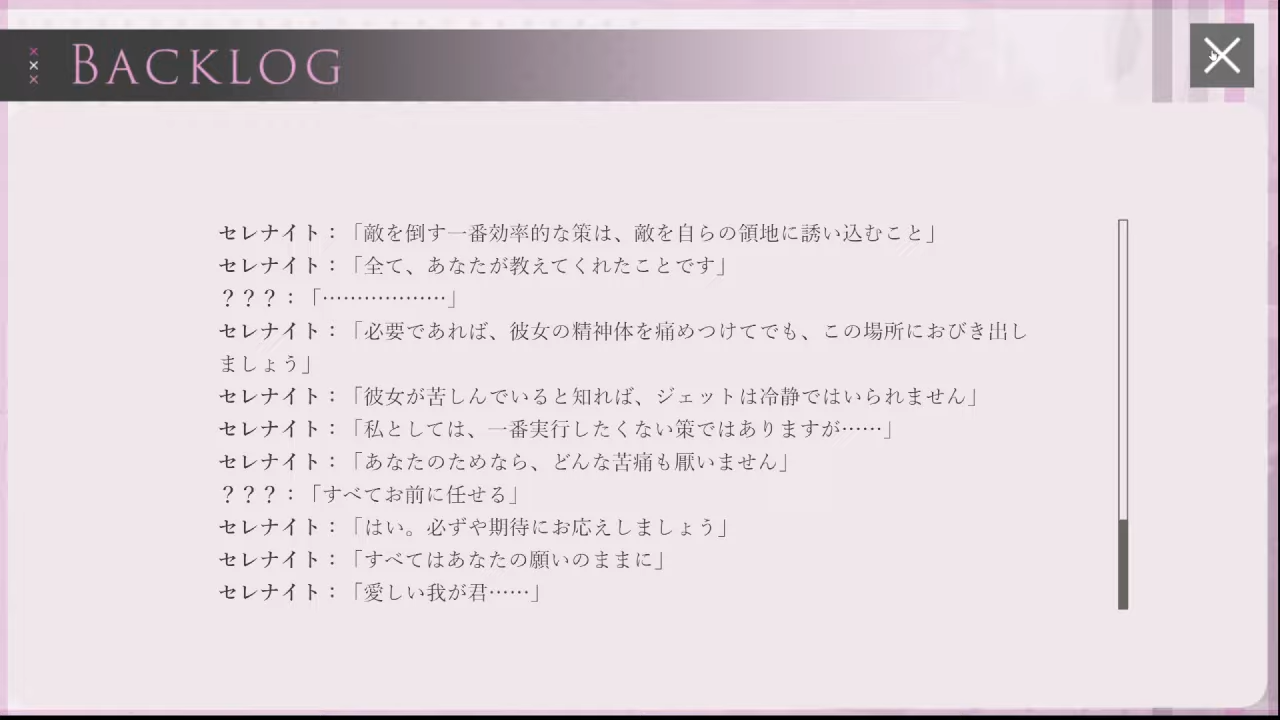 BACKLOG
セレナイト：「敵を倒す一番効率的な策は、敵を自らの領地に誘い込むこと」
セレナイト：「全て、あなたが教えてくれたことです」
？？？：「………………」
セレナイト：「必要であれば、彼女の精神体を痛めつけてでも、この場所におびき出し
ましょう」
セレナイト：「彼女が苦しんでいると知れば、ジェットは冷静ではいられません」
セレナイト：「私としては、一番実行したくない策ではありますが……」
セレナイト：「あなたのためなら、どんな苦痛も厭いません」
？？？：「すべてお前に任せる」
セレナイト：「はい。必ずや期待にお応えしましょう」
セレナイト：「すべてはあなたの願いのままに」
セレナイト：「愛しい我が君……」